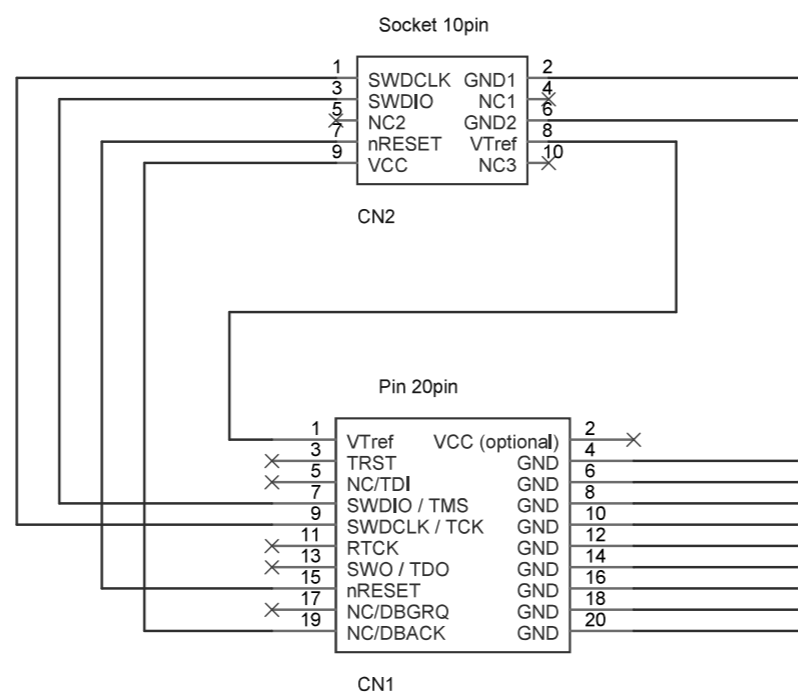 Socket 10pin
1 SWDCLK GND1 2
3 SWDIO NC1 4
5 NC2 GND2 6
7 nRESET VTref 8
9 VCC NC3 10
CN2
Pin 20pin
1 VTref VCC (optional) 2
3 TRST GND 4
5 NC/TDI GND 6
7 SWDIO / TMS GND 8
9 SWDCLK / TCK GND 10
11 RTCK GND 12
13 SWO / TDO GND 14
15 nRESET GND 16
17 NC/DBGRQ GND 18
19 NC/DBACK GND 20
CN1